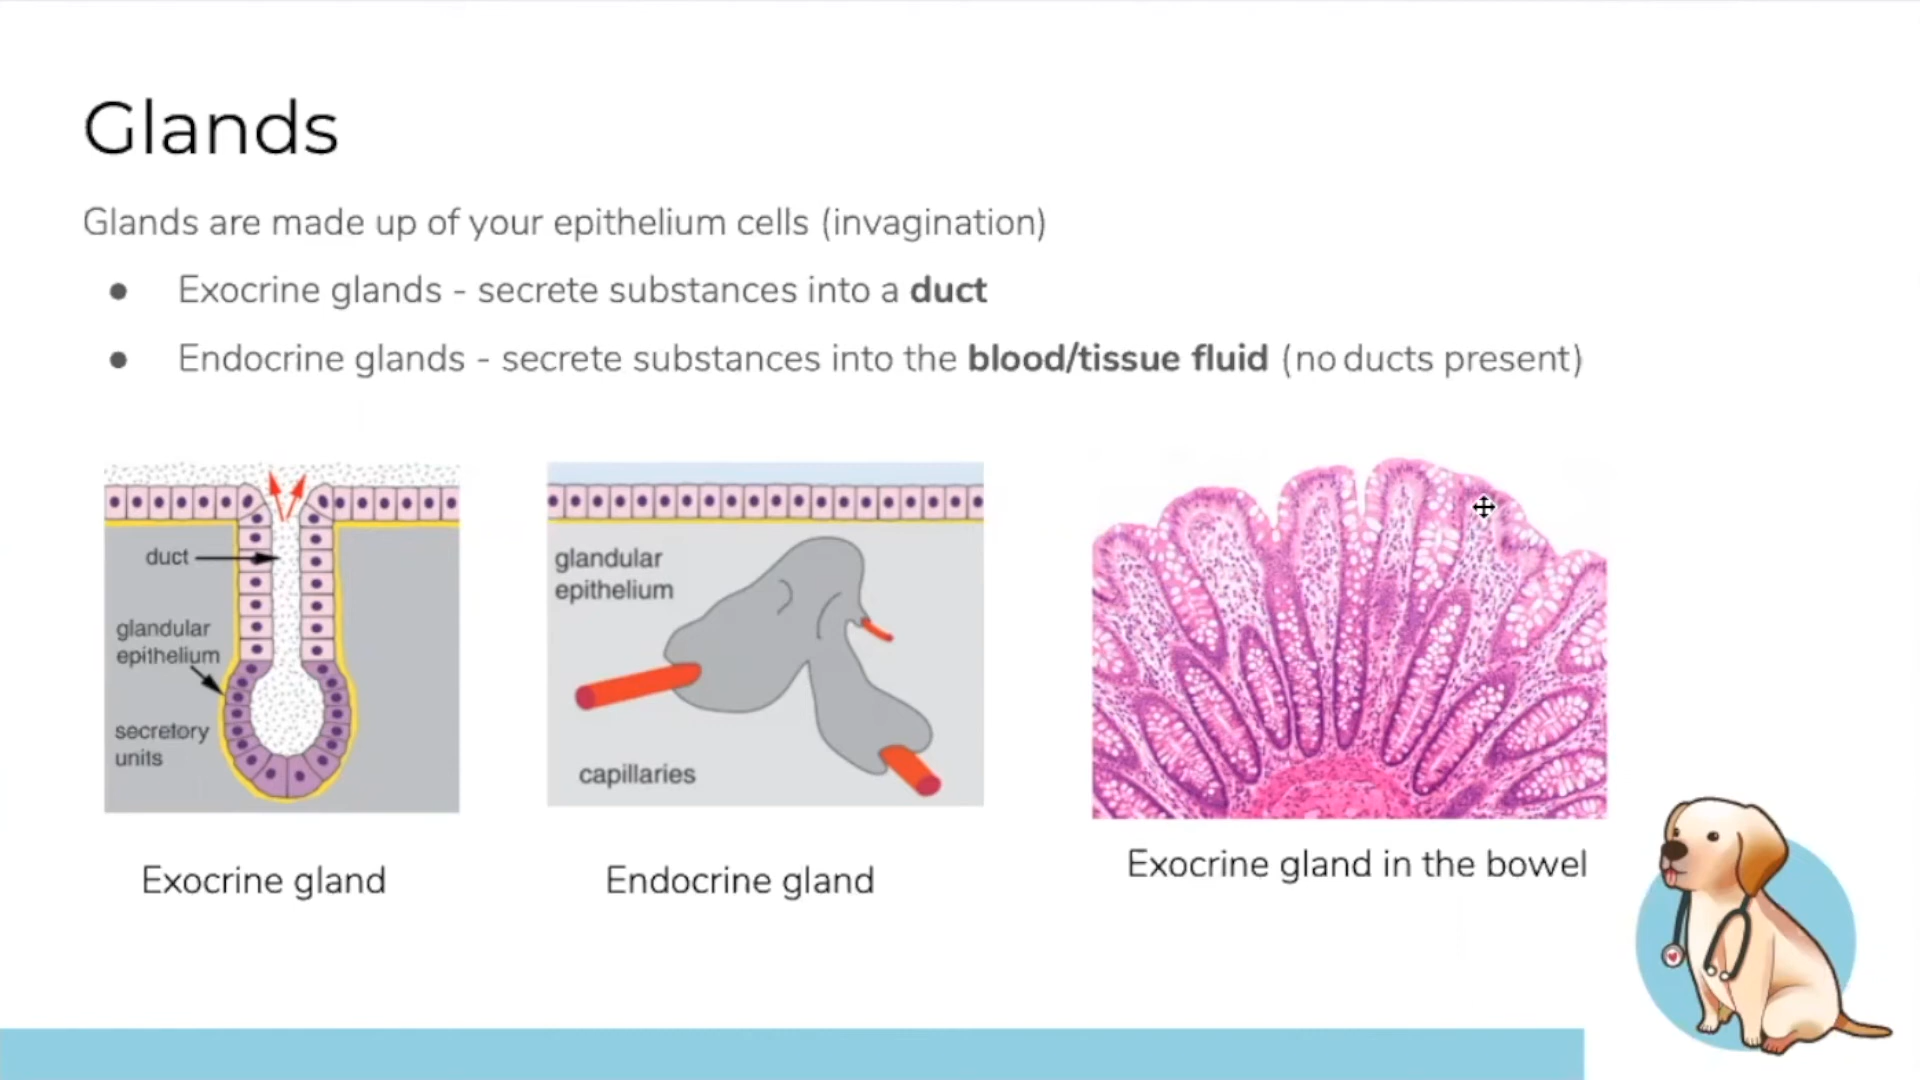 Glands
Glands are made up of your epithelium cells (invagination)
● Exocrine glands - secrete substances into a duct
● Endocrine glands - secrete substances into the blood/tissue fluid (no ducts present)
duct
glandular
epithelium
secretory
units
glandular
epithelium
capillaries
Exocrine gland
Endocrine gland
Exocrine gland in the bowel